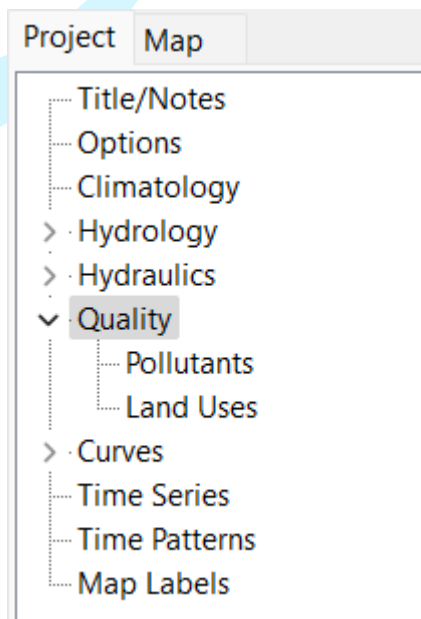 Project Map
Title/Notes
Options
Climatology
Hydrology
Hydraulics
Quality
Pollutants
Land Uses
Curves
Time Series
Time Patterns
Map Labels